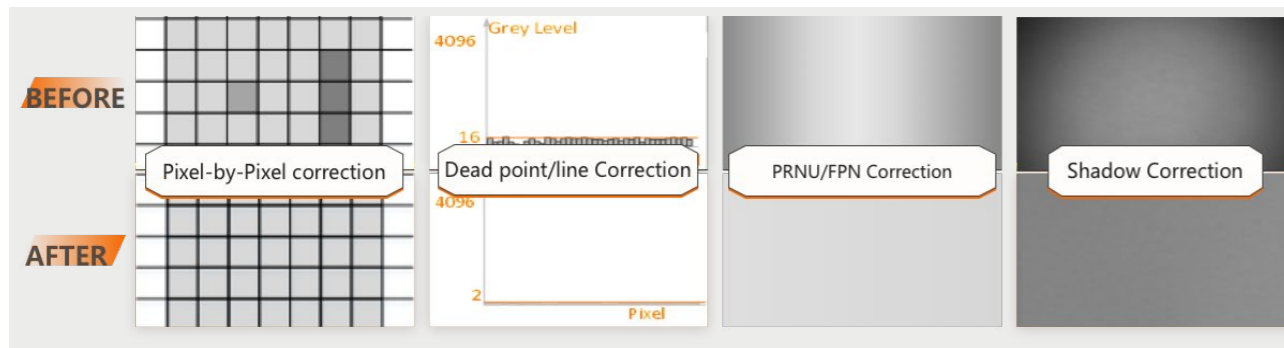 BEFORE
Grey Level
4096
16
Pixel-by-Pixel correction
Dead point/line Correction
PRNU/FPN Correction
Shadow Correction
4096
AFTER
2
Pixel